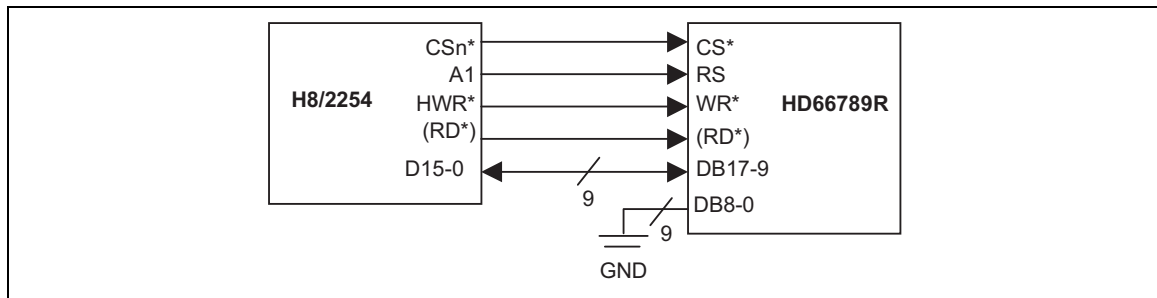 CSn* CS*
A1 RS
H8/2254 HWR* WR* HD66789R
(RD*) (RD*)
D15-0 DB17-9
9
DB8-0
9
GND